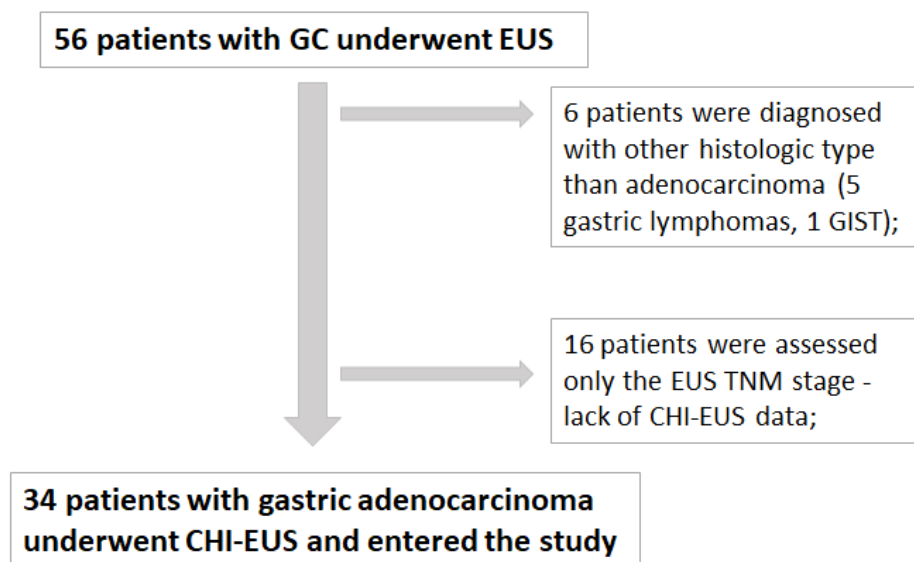 56 patients with GC underwent EUS
6 patients were diagnosed
with other histologic type
than adenocarcinoma (5
gastric lymphomas, 1 GIST);
16 patients were assessed
only the EUS TNM stage -
lack of CHI-EUS data;
34 patients with gastric adenocarcinoma
underwent CHI-EUS and entered the study